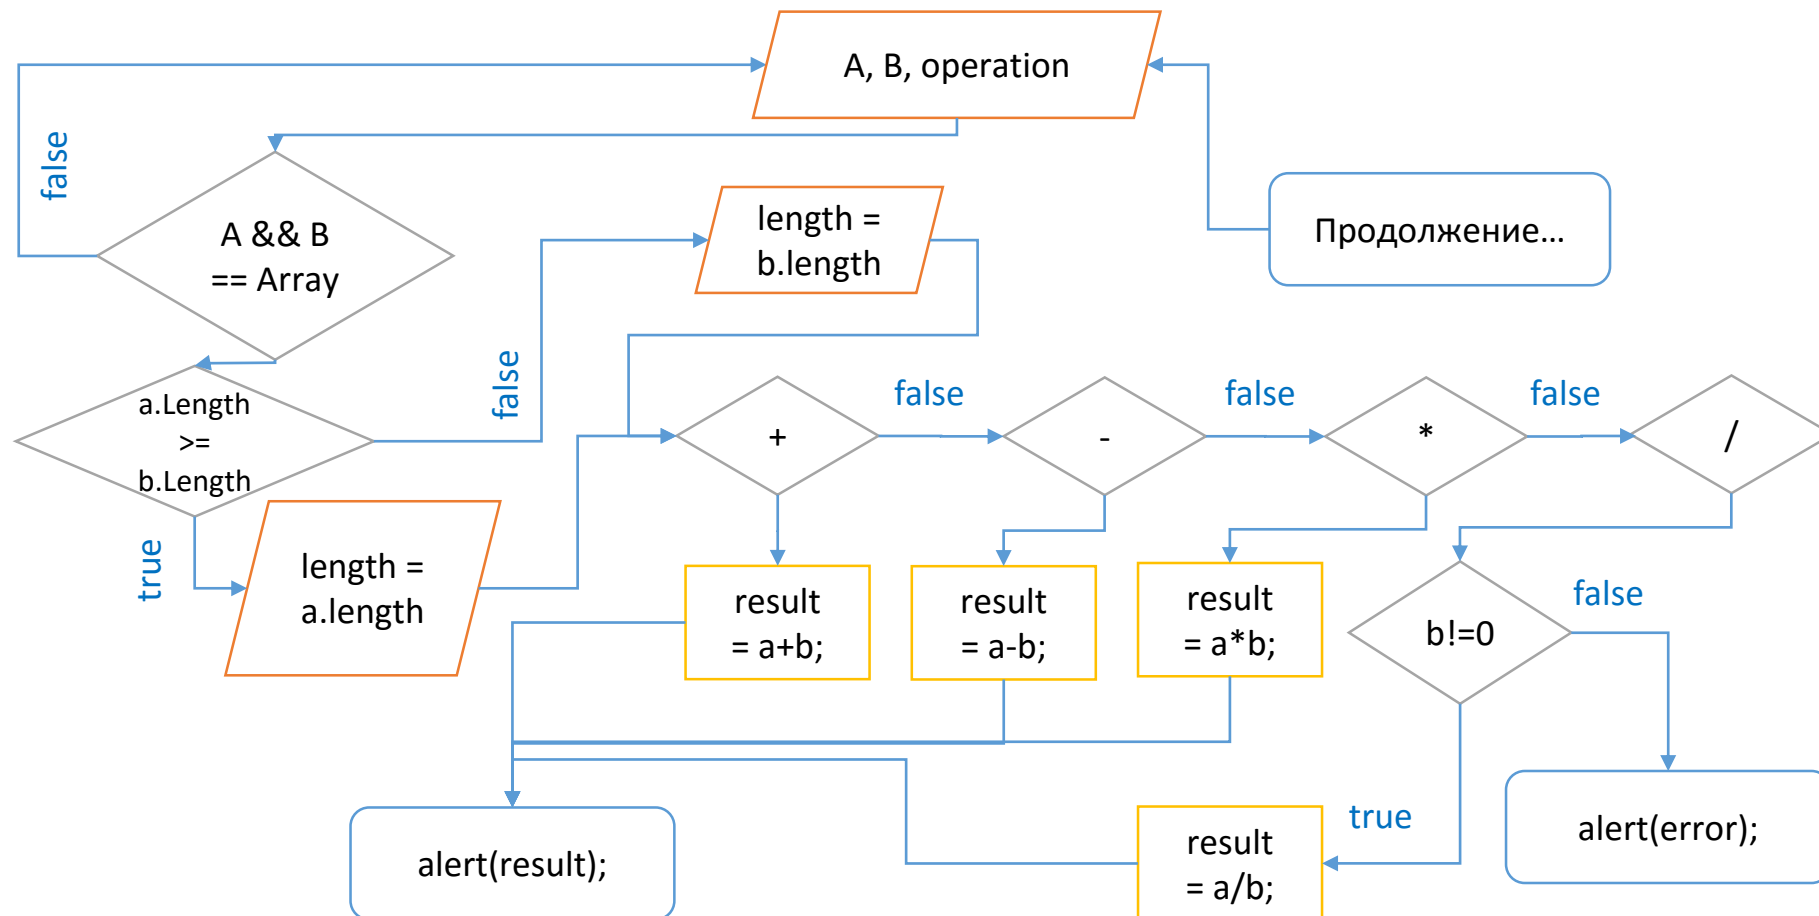 A, B, operation
false
A && B
== Array
length =
b.length
Продолжение...
false
a.Length
>=
b.Length
+
false
-
false
*
false
/
true
length =
a.length
result
= a+b;
result
= a-b;
result
= a*b;
b!=0
false
alert(result);
result
= a/b;
true
alert(error);